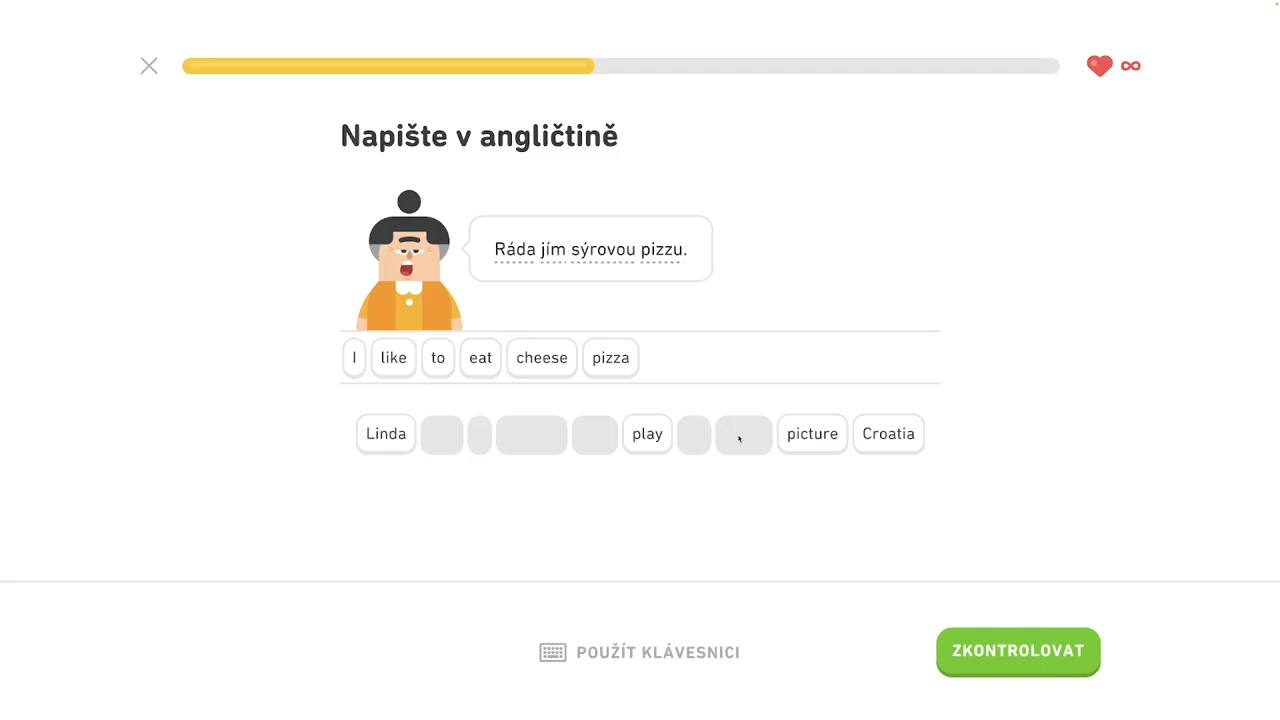 ∞
Napište v angličtině
Ráda jím sýrovou pizzu.
I like to eat cheese pizza
Linda play picture Croatia
POUŽÍT KLÁVESNICI
ZKONTROLOVAT